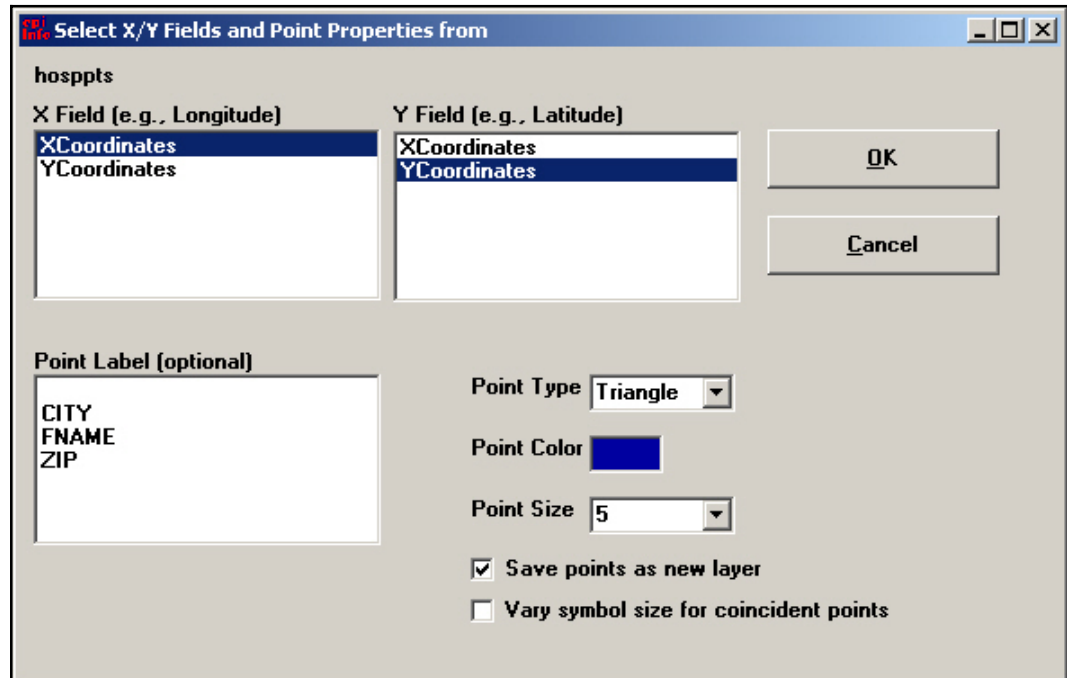 epi info Select X/Y Fields and Point Properties from
hosppts
X Field (e.g., Longitude)
Y Field (e.g., Latitude)
XCoordinates
YCoordinates
XCoordinates
YCoordinates
OK
Cancel
Point Label (optional)
CITY
FNAME
ZIP
Point Type Triangle
Point Color
Point Size 5
Save points as new layer
Vary symbol size for coincident points